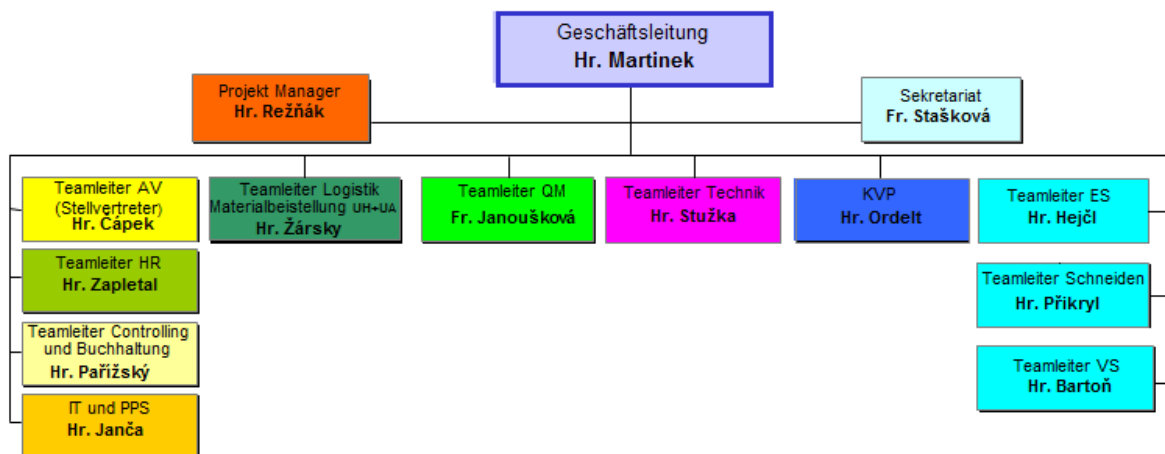 Geschäftsleitung
Hr. Martinek
Projekt Manager
Hr. Režňák
Sekretariat
Fr. Stašková
Teamleiter AV
(Stellvertreter)
Hr. Čápek
Teamleiter Logistik
Materialbeistellung UH+UA
Hr. Žársky
Teamleiter QM
Fr. Janoušková
Teamleiter Technik
Hr. Stužka
KVP
Hr. Ordelt
Teamleiter ES
Hr. Hejčl
Teamleiter HR
Hr. Zapletal
Teamleiter Schneiden
Hr. Přikryl
Teamleiter Controlling
und Buchhaltung
Hr. Pařížský
Teamleiter VS
Hr. Bartoň
IT und PPS
Hr. Janča